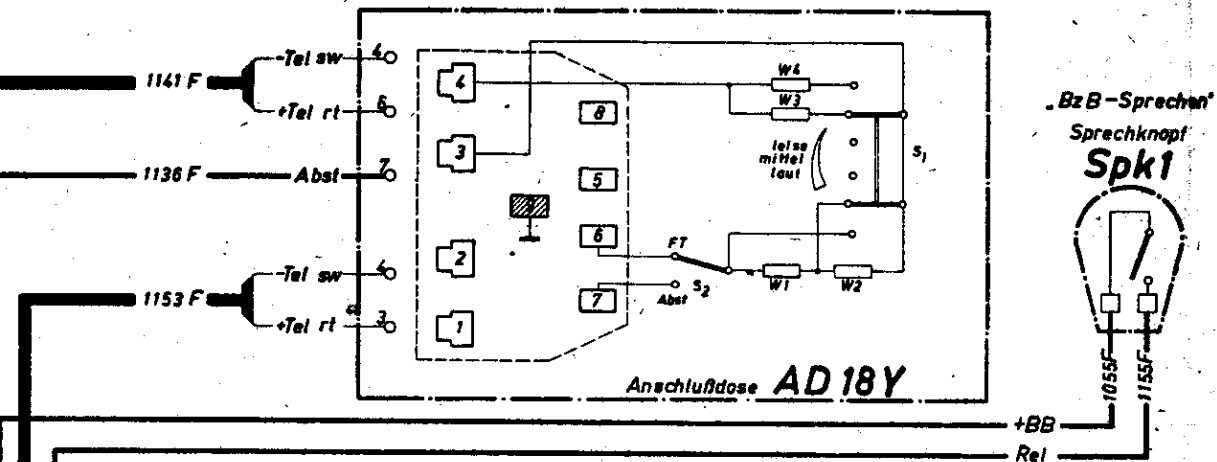 1141 F
-Tel sw 4
+Tel rt 6
1136 F Abst 7
1153 F
-Tel sw 4
+Tel rt 3
4
3
2
1
8
5
6
7
FT
Abst
S2
W4
W3
leise
mittel
laut
S1
W1
W2
Anschlußdose AD 18 Y
„BzB-Sprechen"
Sprechknopf
Spk1
1055F
1155F
+BB
Rel